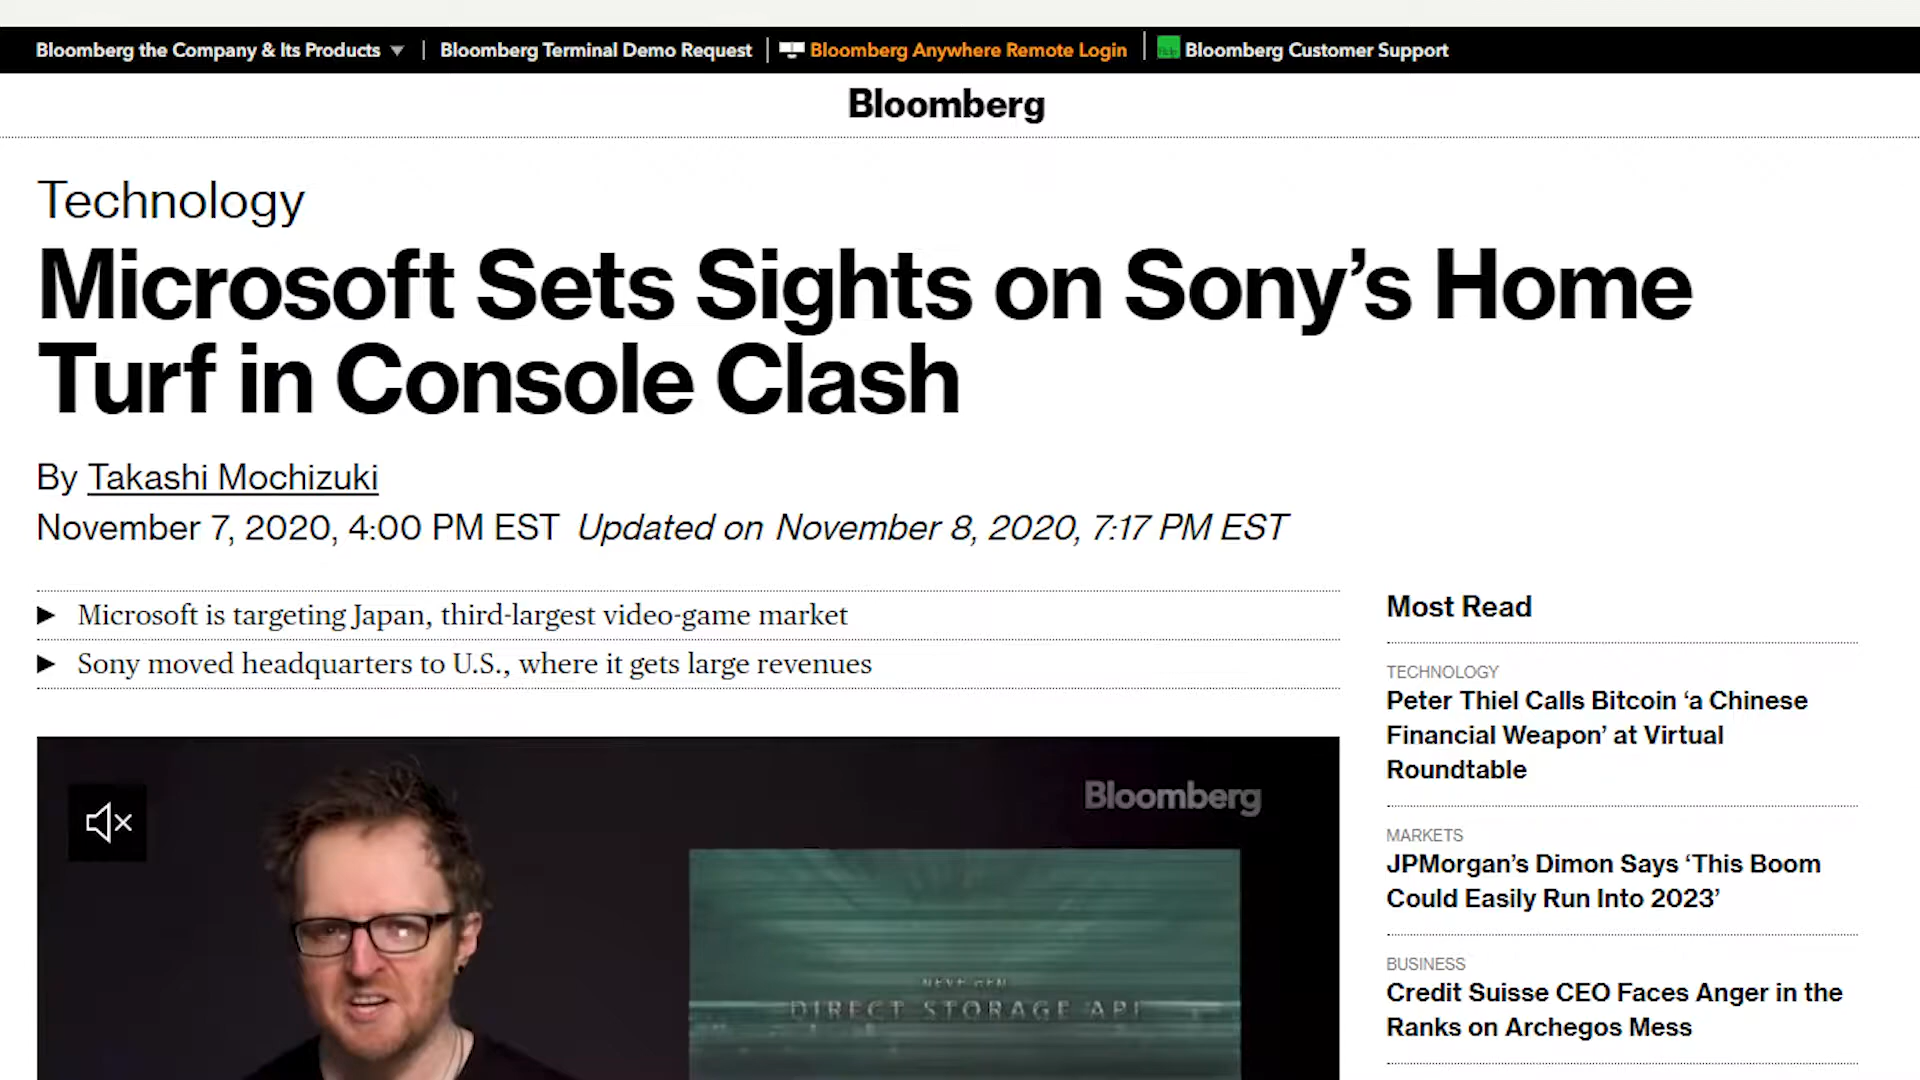 Bloomberg the Company & Its Products
Bloomberg Terminal Demo Request
Bloomberg Anywhere Remote Login
Bloomberg Customer Support
Bloomberg
Technology
Microsoft Sets Sights on Sony’s Home
Turf in Console Clash
By Takashi Mochizuki
November 7, 2020, 4:00 PM EST Updated on November 8, 2020, 7:17 PM EST
Microsoft is targeting Japan, third-largest video-game market
Sony moved headquarters to U.S., where it gets large revenues
Bloomberg
DIRECT STORAGE API
Most Read
TECHNOLOGY
Peter Thiel Calls Bitcoin ‘a Chinese
Financial Weapon’ at Virtual
Roundtable
MARKETS
JPMorgan’s Dimon Says ‘This Boom
Could Easily Run Into 2023’
BUSINESS
Credit Suisse CEO Faces Anger in the
Ranks on Archegos Mess